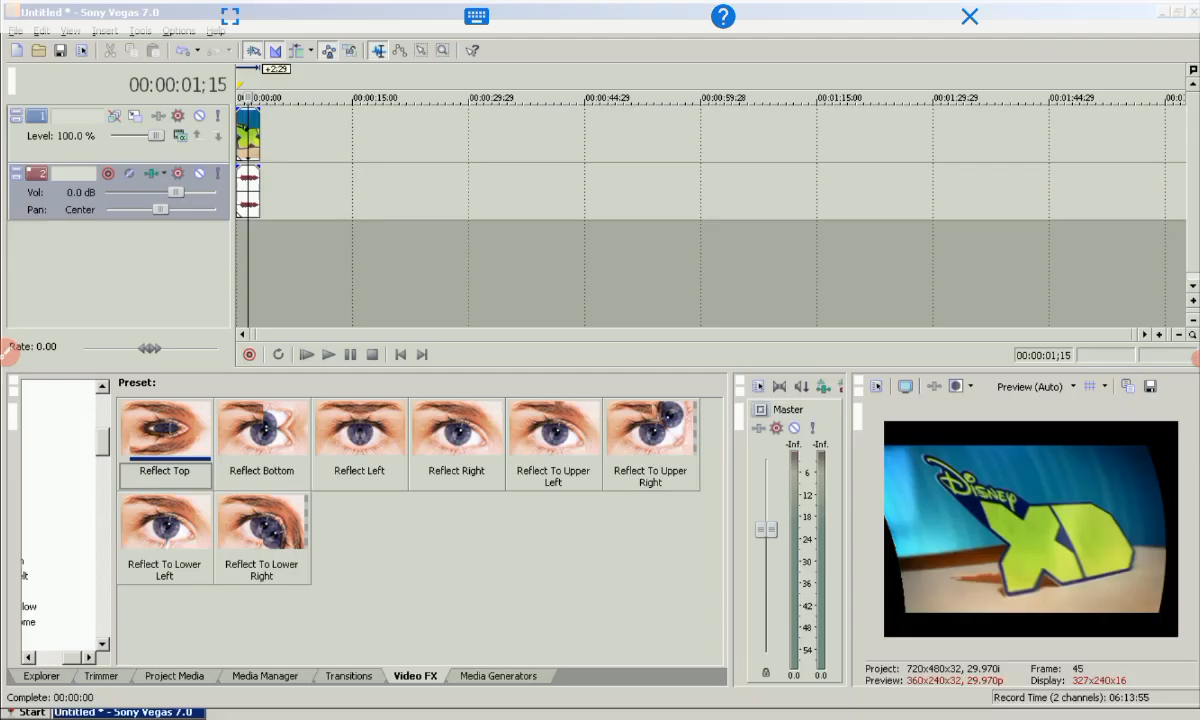 Untitled * - Sony Vegas 7.0
File Edit View Insert Tools Options Help
+2:29
00:00:01;15
0:00:00 00:00:15:00 00:00:29:29 00:00:44:29 00:00:59:28 00:01:15:00 00:01:29:29 00:01:44:29 00:0
Level: 100.0 %
2
Vol: 0.0 dB
Pan: Center
Rate: 0.00
00:00:01;15
Preset:
Reflect Top
Reflect Bottom
Reflect Left
Reflect Right
Reflect To Upper Left
Reflect To Upper Right
Reflect To Lower Left
Reflect To Lower Right
low
ome
Master
-Inf. -Inf.
6
12
18
24
30
36
42
48
54
0.0 0.0
Preview (Auto)
Disney
XD
Explorer Trimmer Project Media Media Manager Transitions Video FX Media Generators
Project: 720x480x32, 29.970i Frame: 45
Preview: 360x240x32, 29.970p Display: 327x240x16
Complete: 00:00:00
Record Time (2 channels): 06:13:55
Start Untitled * - Sony Vegas 7.0